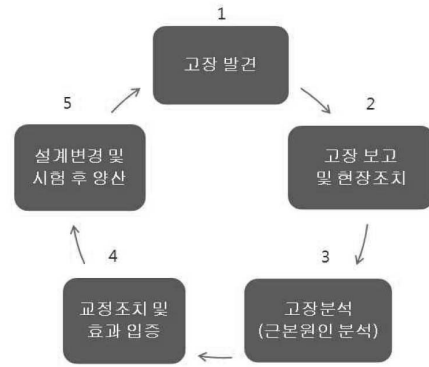 1
고장 발견
2
고장 보고
및 현장조치
3
고장분석
(근본원인 분석)
4
교정조치 및
효과 입증
5
설계변경 및
시험 후 양산